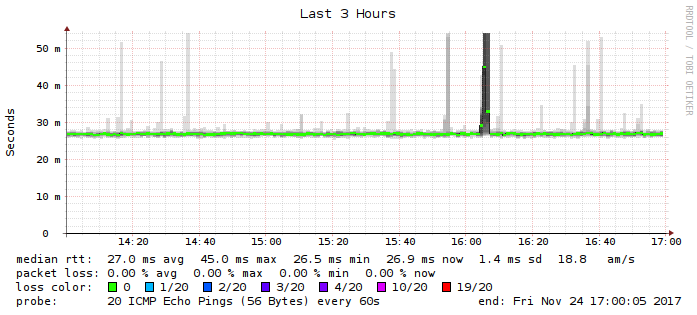 Last 3 Hours
RRDTOOL / TOBI OETIKER
Seconds
50 m
40 m
30 m
20 m
10 m
0
14:20 14:40 15:00 15:20 15:40 16:00 16:20 16:40 17:00
median rtt: 27.0 ms avg 45.0 ms max 26.5 ms min 26.9 ms now 1.4 ms sd 18.8 am/s
packet loss: 0.00 % avg 0.00 % max 0.00 % min 0.00 % now
loss color: 0 1/20 2/20 3/20 4/20 10/20 19/20
probe: 20 ICMP Echo Pings (56 Bytes) every 60s end: Fri Nov 24 17:00:05 2017